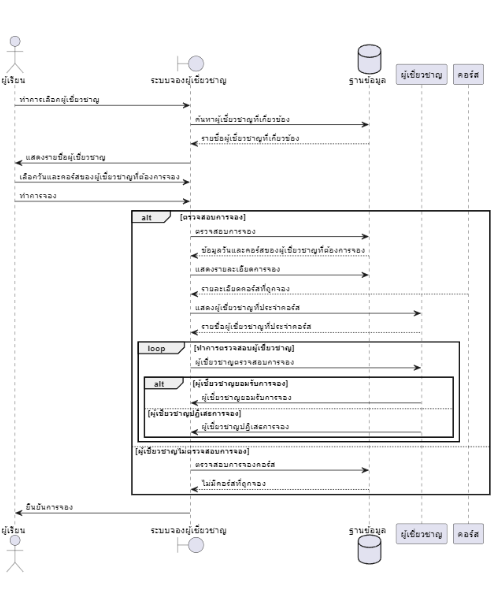 ผู้เรียน
ระบบจองผู้เชี่ยวชาญ
ฐานข้อมูล
ผู้เชี่ยวชาญ
คอร์ส
ทำการเลือกผู้เชี่ยวชาญ
ค้นหาผู้เชี่ยวชาญที่เกี่ยวข้อง
รายชื่อผู้เชี่ยวชาญที่เกี่ยวข้อง
แสดงรายชื่อผู้เชี่ยวชาญ
เลือกวันและคอร์สของผู้เชี่ยวชาญที่ต้องการจอง
ทำการจอง
alt [ตรวจสอบการจอง]
ตรวจสอบการจอง
ข้อมูลวันและคอร์สของผู้เชี่ยวชาญที่ต้องการจอง
แสดงรายละเอียดการจอง
รายละเอียดคอร์สที่ถูกจอง
แสดงผู้เชี่ยวชาญที่ประจำคอร์ส
รายชื่อผู้เชี่ยวชาญที่ประจำคอร์ส
loop [ทำการตรวจสอบผู้เชี่ยวชาญ]
ผู้เชี่ยวชาญตรวจสอบการจอง
alt [ผู้เชี่ยวชาญยอมรับการจอง]
ผู้เชี่ยวชาญยอมรับการจอง
[ผู้เชี่ยวชาญปฏิเสธการจอง]
ผู้เชี่ยวชาญปฏิเสธการจอง
[ผู้เชี่ยวชาญไม่ตรวจสอบการจอง]
ตรวจสอบการจองคอร์ส
ไม่มีคอร์สที่ถูกจอง
ยืนยันการจอง
ผู้เรียน
ระบบจองผู้เชี่ยวชาญ
ฐานข้อมูล
ผู้เชี่ยวชาญ
คอร์ส